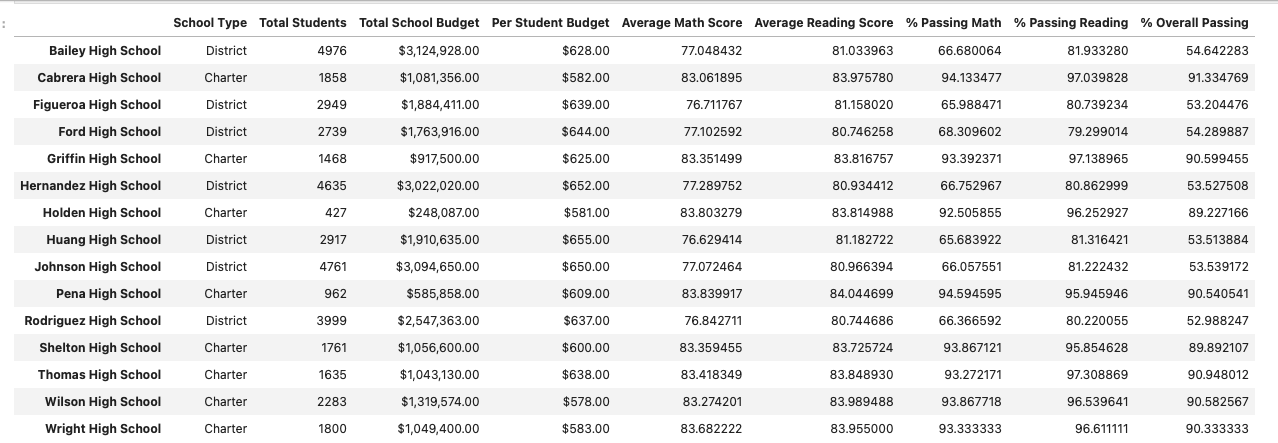 :
School Type Total Students Total School Budget Per Student Budget Average Math Score Average Reading Score % Passing Math % Passing Reading % Overall Passing
Bailey High School District 4976 $3,124,928.00 $628.00 77.048432 81.033963 66.680064 81.933280 54.642283
Cabrera High School Charter 1858 $1,081,356.00 $582.00 83.061895 83.975780 94.133477 97.039828 91.334769
Figueroa High School District 2949 $1,884,411.00 $639.00 76.711767 81.158020 65.988471 80.739234 53.204476
Ford High School District 2739 $1,763,916.00 $644.00 77.102592 80.746258 68.309602 79.299014 54.289887
Griffin High School Charter 1468 $917,500.00 $625.00 83.351499 83.816757 93.392371 97.138965 90.599455
Hernandez High School District 4635 $3,022,020.00 $652.00 77.289752 80.934412 66.752967 80.862999 53.527508
Holden High School Charter 427 $248,087.00 $581.00 83.803279 83.814988 92.505855 96.252927 89.227166
Huang High School District 2917 $1,910,635.00 $655.00 76.629414 81.182722 65.683922 81.316421 53.513884
Johnson High School District 4761 $3,094,650.00 $650.00 77.072464 80.966394 66.057551 81.222432 53.539172
Pena High School Charter 962 $585,858.00 $609.00 83.839917 84.044699 94.594595 95.945946 90.540541
Rodriguez High School District 3999 $2,547,363.00 $637.00 76.842711 80.744686 66.366592 80.220055 52.988247
Shelton High School Charter 1761 $1,056,600.00 $600.00 83.359455 83.725724 93.867121 95.854628 89.892107
Thomas High School Charter 1635 $1,043,130.00 $638.00 83.418349 83.848930 93.272171 97.308869 90.948012
Wilson High School Charter 2283 $1,319,574.00 $578.00 83.274201 83.989488 93.867718 96.539641 90.582567
Wright High School Charter 1800 $1,049,400.00 $583.00 83.682222 83.955000 93.333333 96.611111 90.333333